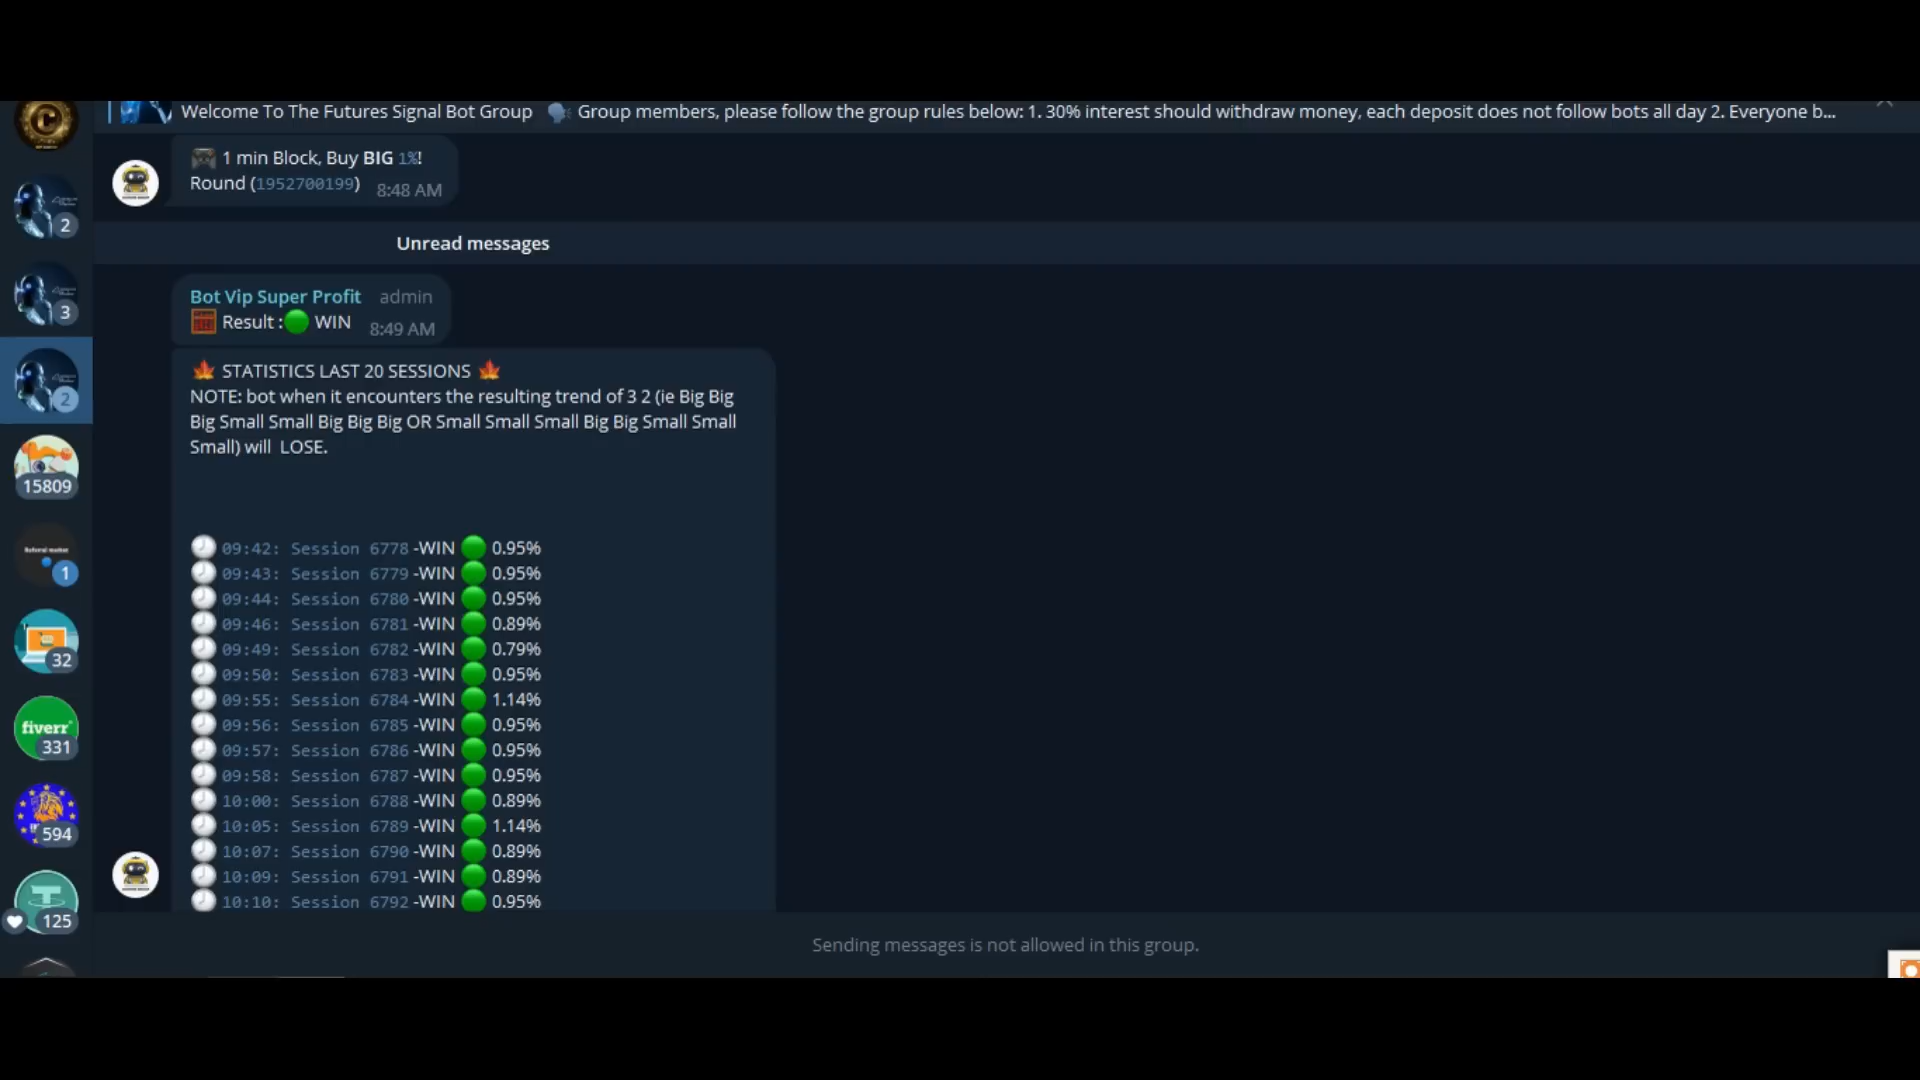 Welcome To The Futures Signal Bot Group 🗣 Group members, please follow the group rules below: 1. 30% interest should withdraw money, each deposit does not follow bots all day 2. Everyone b...
🎮 1 min Block, Buy BIG 1%!
Round (1952700199) 8:48 AM
Unread messages
Bot Vip Super Profit admin
Result :🟢 WIN 8:49 AM
🍁 STATISTICS LAST 20 SESSIONS 🍁
NOTE: bot when it encounters the resulting trend of 3 2 (ie Big Big
Big Small Small Big Big Big OR Small Small Small Big Big Small Small
Small) will LOSE.
09:42: Session 6778 -WIN 🟢 0.95%
09:43: Session 6779 -WIN 🟢 0.95%
09:44: Session 6780 -WIN 🟢 0.95%
09:46: Session 6781 -WIN 🟢 0.89%
09:49: Session 6782 -WIN 🟢 0.79%
09:50: Session 6783 -WIN 🟢 0.95%
09:55: Session 6784 -WIN 🟢 1.14%
09:56: Session 6785 -WIN 🟢 0.95%
09:57: Session 6786 -WIN 🟢 0.95%
09:58: Session 6787 -WIN 🟢 0.95%
10:00: Session 6788 -WIN 🟢 0.89%
10:05: Session 6789 -WIN 🟢 1.14%
10:07: Session 6790 -WIN 🟢 0.89%
10:09: Session 6791 -WIN 🟢 0.89%
10:10: Session 6792 -WIN 🟢 0.95%
Sending messages is not allowed in this group.
2
3
2
15809
Referral market
1
32
fiverr
331
594
125